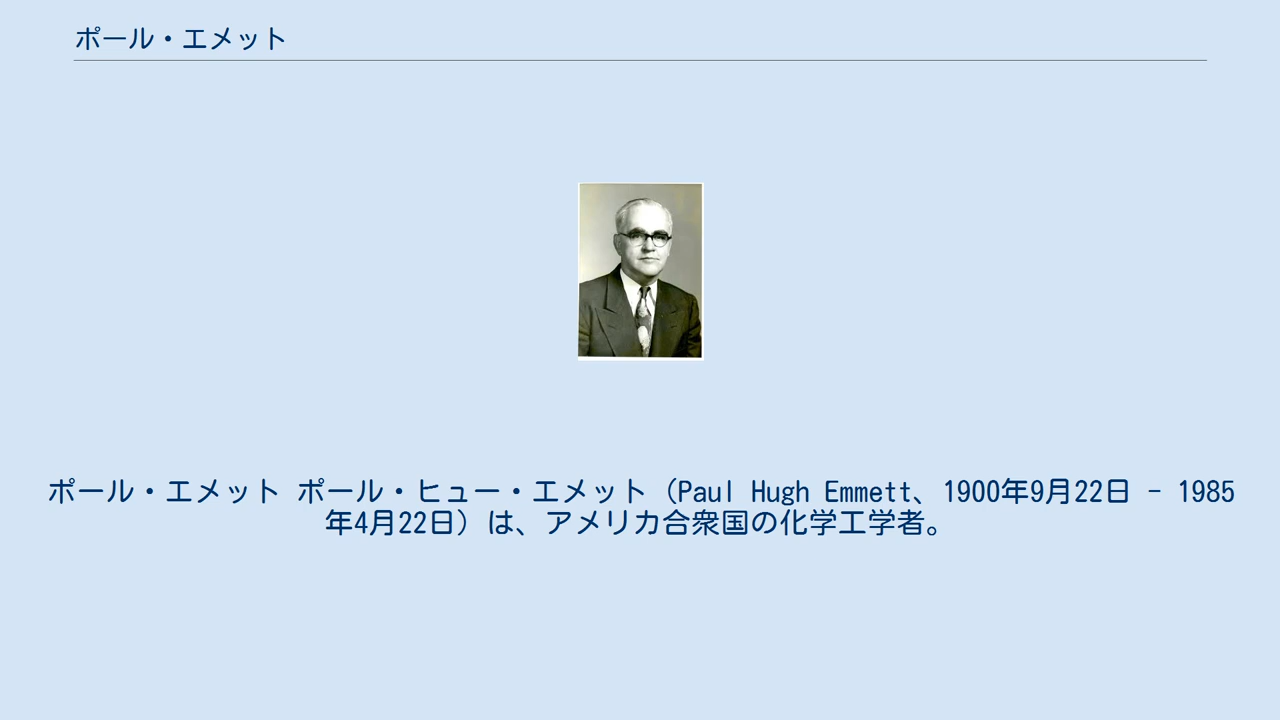 ポール・エメット
ポール・エメット ポール・ヒュー・エメット（Paul Hugh Emmett、1900年9月22日 - 1985
年4月22日）は、アメリカ合衆国の化学工学者。